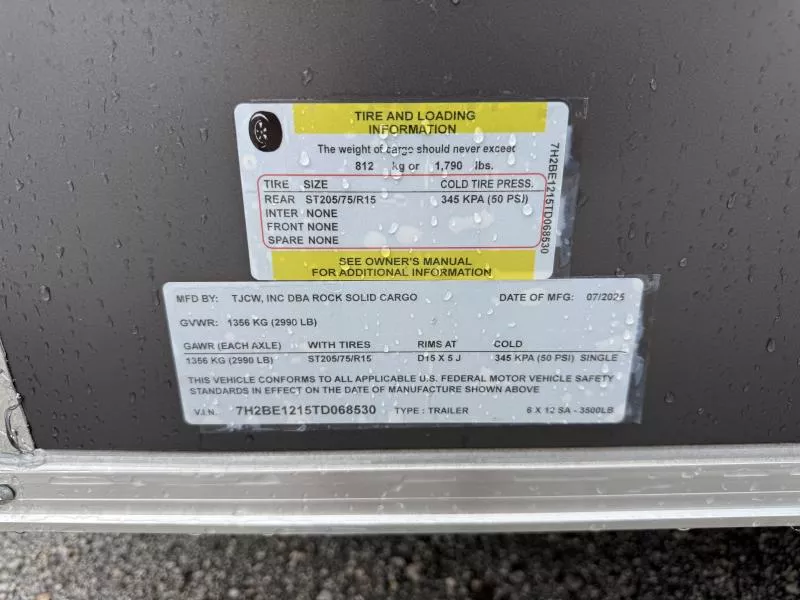 TIRE AND LOADING
INFORMATION
The weight of cargo should never exceed
812 kg or 1,790 lbs.
TIRE SIZE COLD TIRE PRESS.
REAR ST205/75/R15 345 KPA (50 PSI)
INTER NONE
FRONT NONE
SPARE NONE
SEE OWNER'S MANUAL
FOR ADDITIONAL INFORMATION
7H2BE1215TD068530
MFD BY: TJCW, INC DBA ROCK SOLID CARGO DATE OF MFG: 07/2025
GVWR: 1356 KG (2990 LB)
GAWR (EACH AXLE) WITH TIRES RIMS AT COLD
1356 KG (2990 LB) ST205/75/R15 D15 X 5 J 345 KPA (50 PSI) SINGLE
THIS VEHICLE CONFORMS TO ALL APPLICABLE U.S. FEDERAL MOTOR VEHICLE SAFETY
STANDARDS IN EFFECT ON THE DATE OF MANUFACTURE SHOWN ABOVE
V.I.N. 7H2BE1215TD068530 TYPE: TRAILER 6 X 12 SA - 3500LB